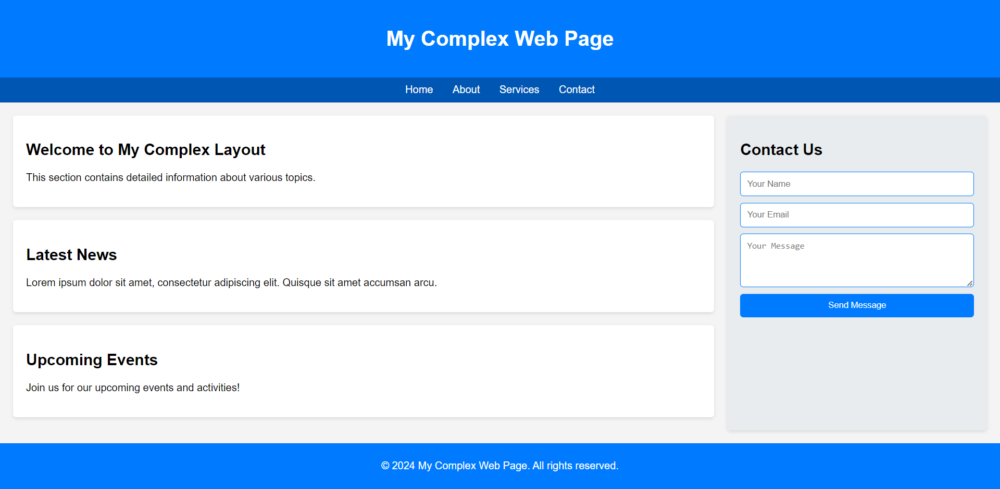 My Complex Web Page
Home About Services Contact
Welcome to My Complex Layout
This section contains detailed information about various topics.
Latest News
Lorem ipsum dolor sit amet, consectetur adipiscing elit. Quisque sit amet accumsan arcu.
Upcoming Events
Join us for our upcoming events and activities!
Contact Us
Your Name
Your Email
Your Message
Send Message
© 2024 My Complex Web Page. All rights reserved.